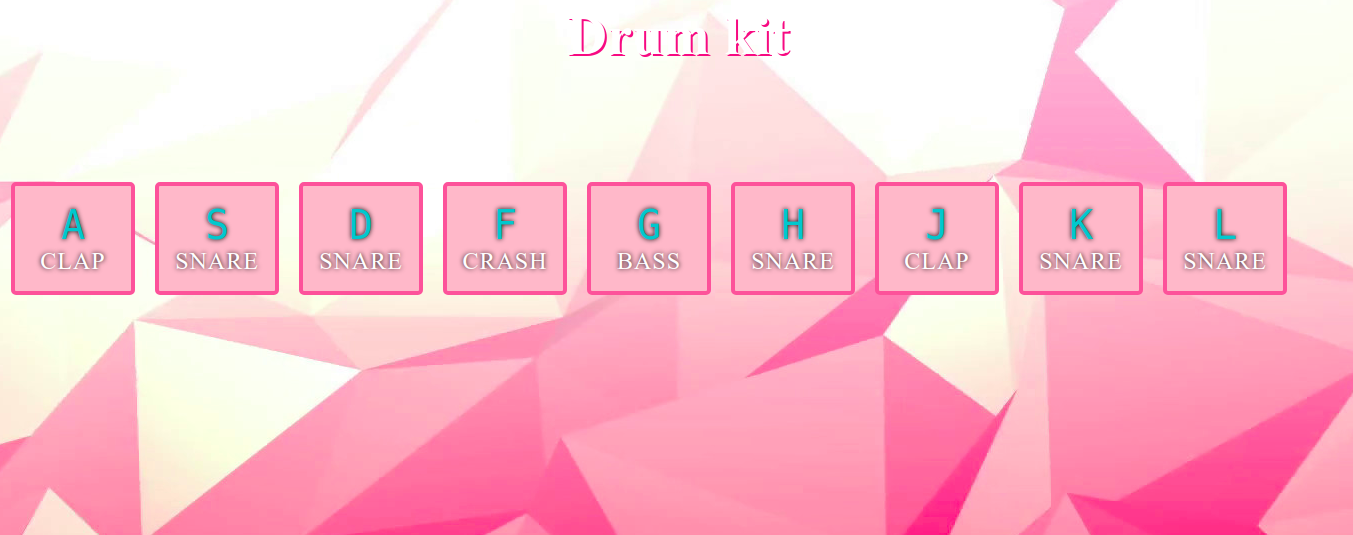 Drum kit
A S D F G H J K L
CLAP SNARE SNARE CRASH BASS SNARE CLAP SNARE SNARE